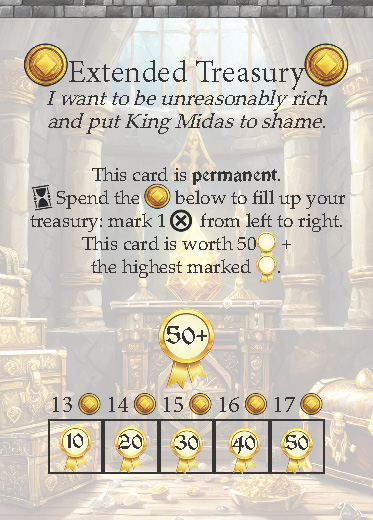 Extended Treasury
I want to be unreasonably rich
and put King Midas to shame.
This card is permanent.
Spend the below to fill up your
treasury: mark 1 from left to right.
This card is worth 50 +
the highest marked .
50+
13 14 15 16 17
10 20 30 40 50